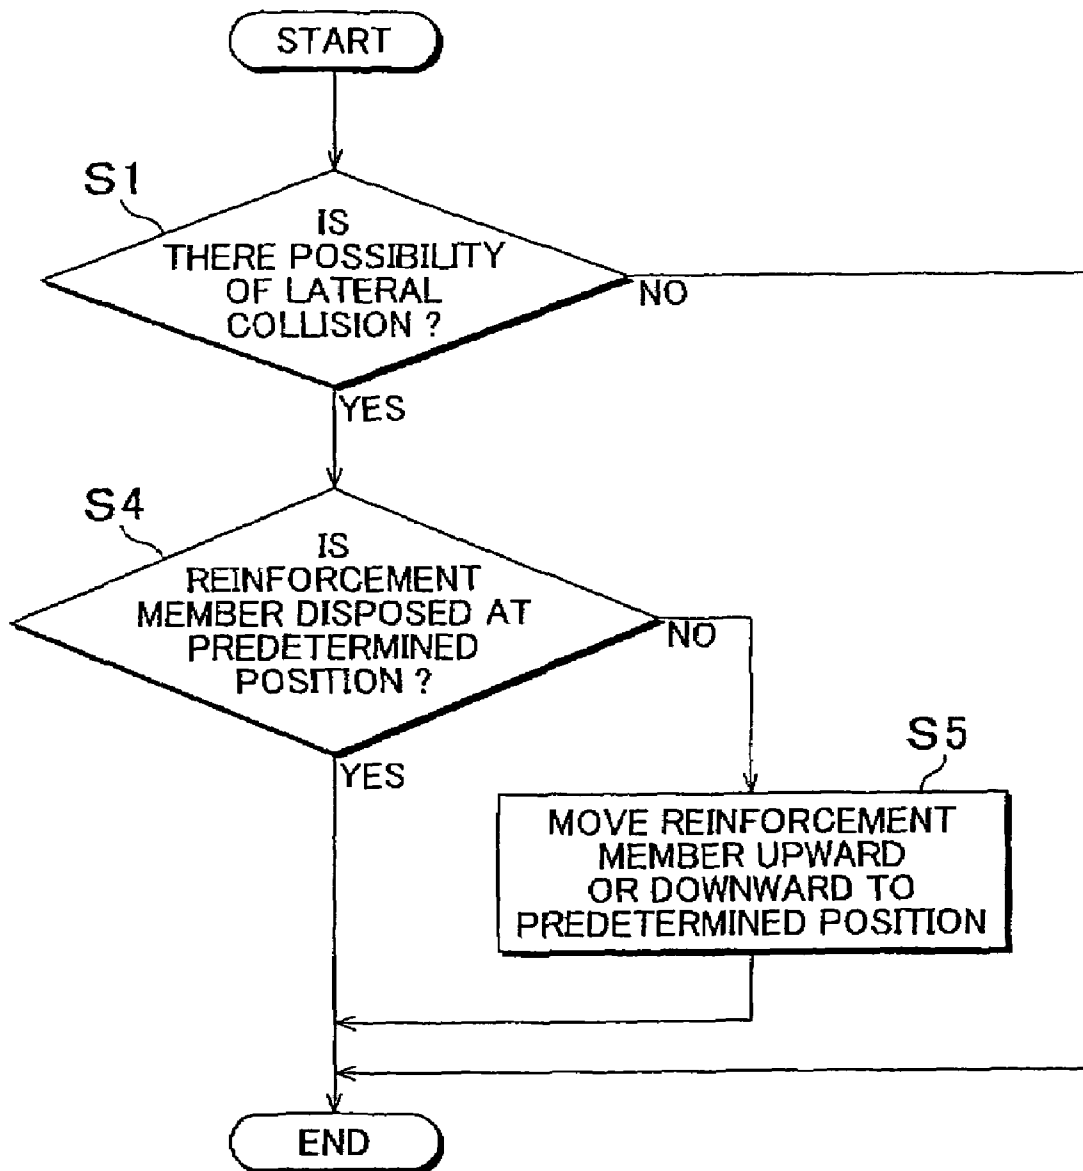 START
S1
IS
THERE POSSIBILITY
OF LATERAL
COLLISION ?
NO
YES
S4
IS
REINFORCEMENT
MEMBER DISPOSED AT
PREDETERMINED
POSITION ?
NO
YES
S5
MOVE REINFORCEMENT
MEMBER UPWARD
OR DOWNWARD TO
PREDETERMINED POSITION
END